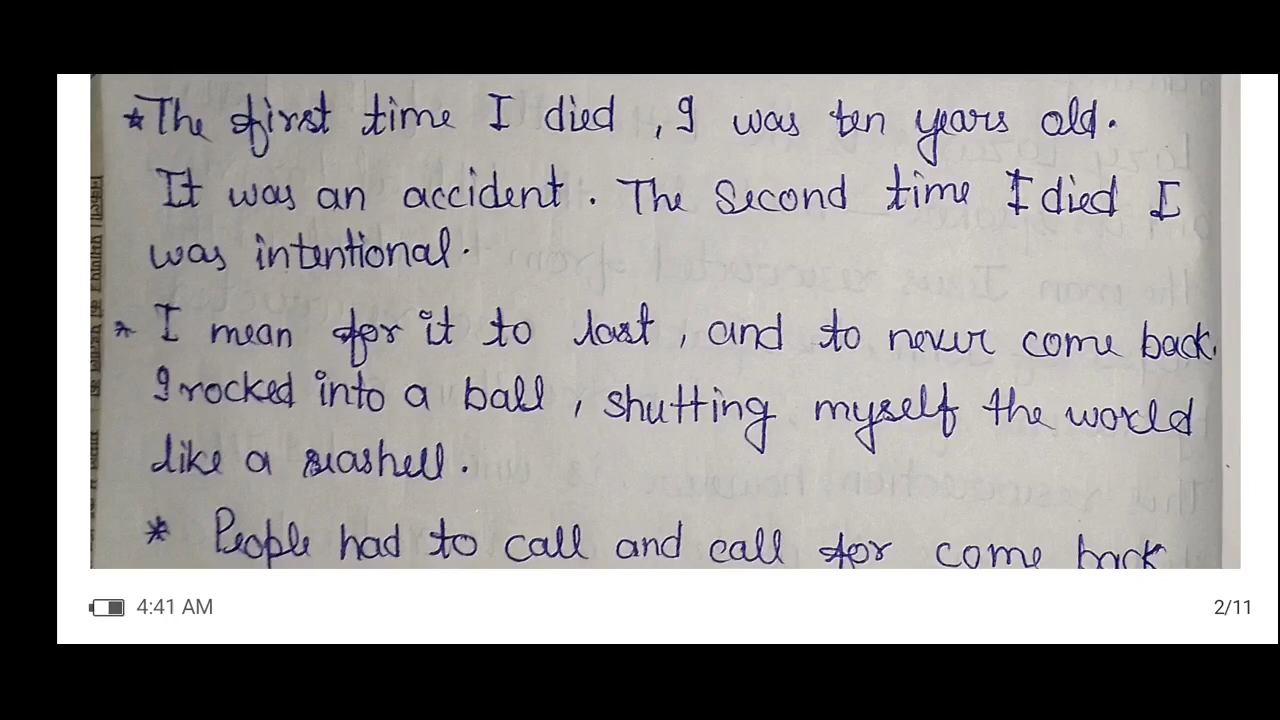 *The first time I died, I was ten years old.
It was an accident. The Second time I died I
was intentional.
* I mean for it to last, and to never come back.
I rocked into a ball, shutting myself the world
like a seashell.
* People had to call and call for come back
4:41 AM
2/11